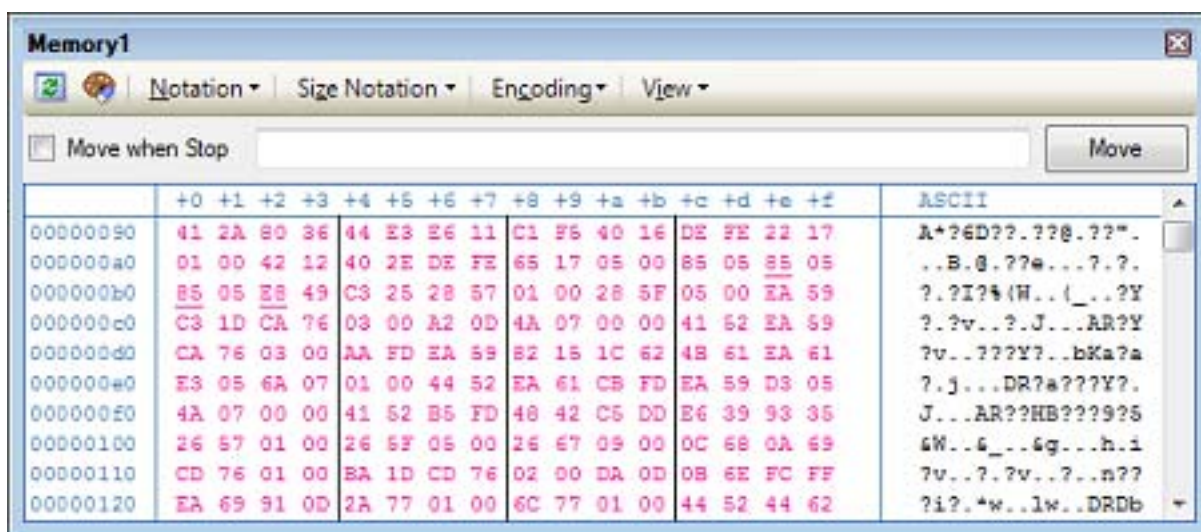 Memory1
Notation Size Notation Encoding View
Move when Stop Move
+0 +1 +2 +3 +4 +5 +6 +7 +8 +9 +a +b +c +d +e +f ASCII
00000090 41 2A 80 36 44 E3 E6 11 C1 F5 40 16 DE FE 22 17 A*?6D??.??@.??".
000000a0 01 00 42 12 40 2E DE FE 65 17 05 00 85 05 85 05 ..B.@.??e...?.?.
000000b0 85 05 E8 49 C3 25 28 57 01 00 28 5F 05 00 EA 59 ?.?I?%(W..(_..?Y
000000c0 C3 1D CA 76 03 00 A2 0D 4A 07 00 00 41 52 EA 59 ?.?v..?.J...AR?Y
000000d0 CA 76 03 00 AA FD EA 59 82 15 1C 62 4B 61 EA 61 ?v..???Y?..bKa?a
000000e0 E3 05 6A 07 01 00 44 52 EA 61 CB FD EA 59 D3 05 ?.j...DR?a???Y?.
000000f0 4A 07 00 00 41 52 B5 FD 48 42 C5 DD E6 39 93 35 J...AR??HB???9?5
00000100 26 57 01 00 26 5F 05 00 26 67 09 00 0C 68 0A 69 &W..&_..&g...h.i
00000110 CD 76 01 00 BA 1D CD 76 02 00 DA 0D 0B 6E FC FF ?v..?.?v..?..n??
00000120 EA 69 91 0D 2A 77 01 00 6C 77 01 00 44 52 44 62 ?i?.*w..lw..DRDb